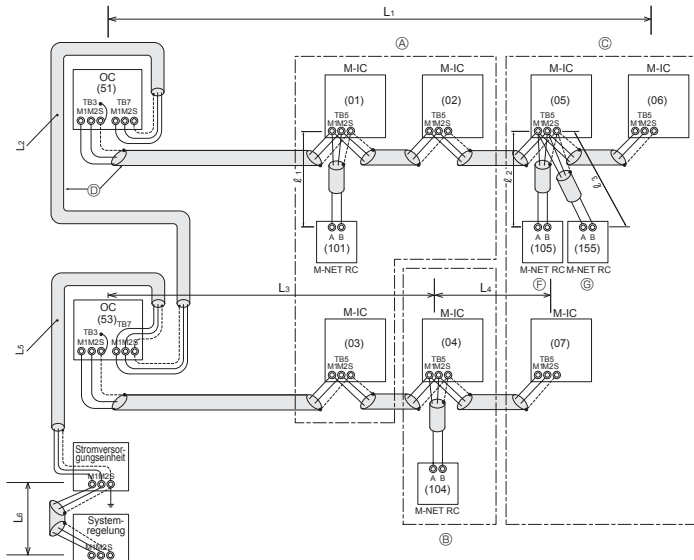 L1
Ⓐ
Ⓒ
OC
(51)
TB3 TB7
M1M2S M1M2S
M-IC
(01)
TB5
M1M2S
M-IC
(02)
TB5
M1M2S
M-IC
(05)
TB5
M1M2S
M-IC
(06)
TB5
M1M2S
L2
Ⓓ
ℓ1
ℓ2
ℓ3
A B
(101)
M-NET RC
A B
(105)
M-NET RC
Ⓕ
A B
(155)
M-NET RC
Ⓖ
L3
L4
OC
(53)
TB3 TB7
M1M2S M1M2S
M-IC
(03)
TB5
M1M2S
M-IC
(04)
TB5
M1M2S
M-IC
(07)
TB5
M1M2S
L5
Stromversor-
gungseinheit
M1M2S
A B
(104)
M-NET RC
Ⓑ
L6
System-
regelung
M1M2S